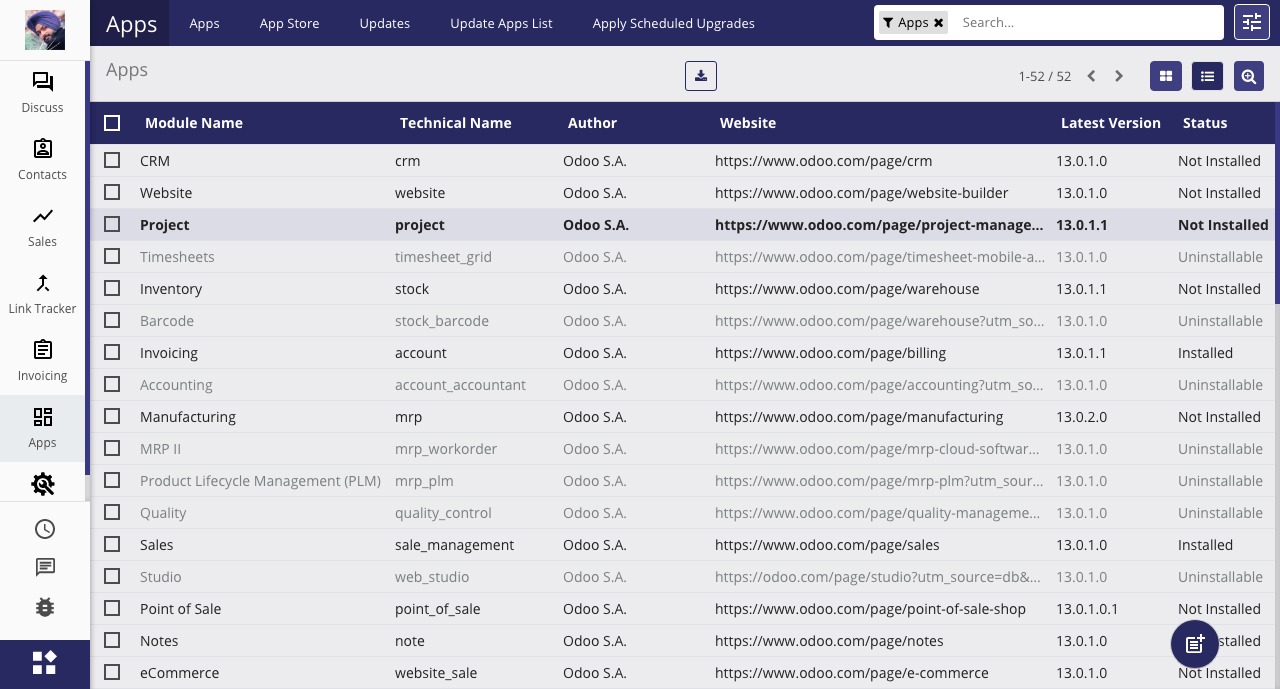 Apps
Apps
App Store
Updates
Update Apps List
Apply Scheduled Upgrades
Apps
Search...
Discuss
Contacts
Sales
Link Tracker
Invoicing
Apps
Apps
1-52 / 52
Module Name Technical Name Author Website Latest Version Status
CRM crm Odoo S.A. https://www.odoo.com/page/crm 13.0.1.0 Not Installed
Website website Odoo S.A. https://www.odoo.com/page/website-builder 13.0.1.0 Not Installed
Project project Odoo S.A. https://www.odoo.com/page/project-manage... 13.0.1.1 Not Installed
Timesheets timesheet_grid Odoo S.A. https://www.odoo.com/page/timesheet-mobile-a... 13.0.1.0 Uninstallable
Inventory stock Odoo S.A. https://www.odoo.com/page/warehouse 13.0.1.1 Not Installed
Barcode stock_barcode Odoo S.A. https://www.odoo.com/page/warehouse?utm_so... 13.0.1.0 Uninstallable
Invoicing account Odoo S.A. https://www.odoo.com/page/billing 13.0.1.1 Installed
Accounting account_accountant Odoo S.A. https://www.odoo.com/page/accounting?utm_so... 13.0.1.0 Uninstallable
Manufacturing mrp Odoo S.A. https://www.odoo.com/page/manufacturing 13.0.2.0 Not Installed
MRP II mrp_workorder Odoo S.A. https://www.odoo.com/page/mrp-cloud-softwar... 13.0.1.0 Uninstallable
Product Lifecycle Management (PLM) mrp_plm Odoo S.A. https://www.odoo.com/page/mrp-plm?utm_sour... 13.0.1.0 Uninstallable
Quality quality_control Odoo S.A. https://www.odoo.com/page/quality-manageme... 13.0.1.0 Uninstallable
Sales sale_management Odoo S.A. https://www.odoo.com/page/sales 13.0.1.0 Installed
Studio web_studio Odoo S.A. https://odoo.com/page/studio?utm_source=db&... 13.0.1.0 Uninstallable
Point of Sale point_of_sale Odoo S.A. https://www.odoo.com/page/point-of-sale-shop 13.0.1.0.1 Not Installed
Notes note Odoo S.A. https://www.odoo.com/page/notes 13.0.1.0 stalled
eCommerce website_sale Odoo S.A. https://www.odoo.com/page/e-commerce 13.0.1.0 Not Installed